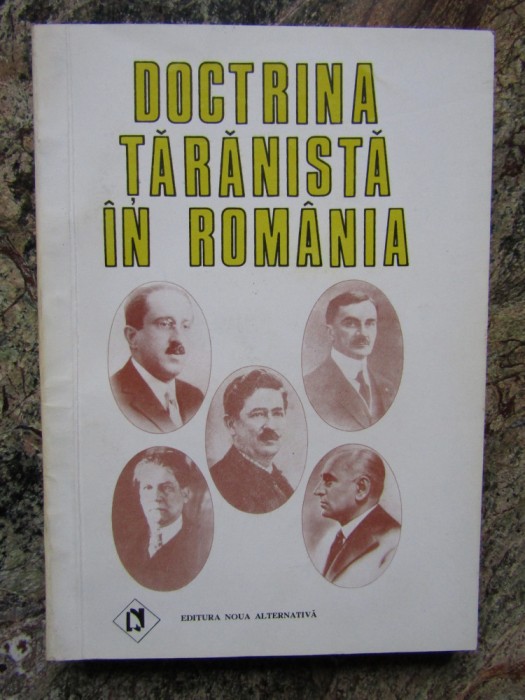 DOCTRINA
ȚĂRĂNISTĂ
ÎN ROMÂNIA
N
EDITURA NOUA ALTERNATIVĂ